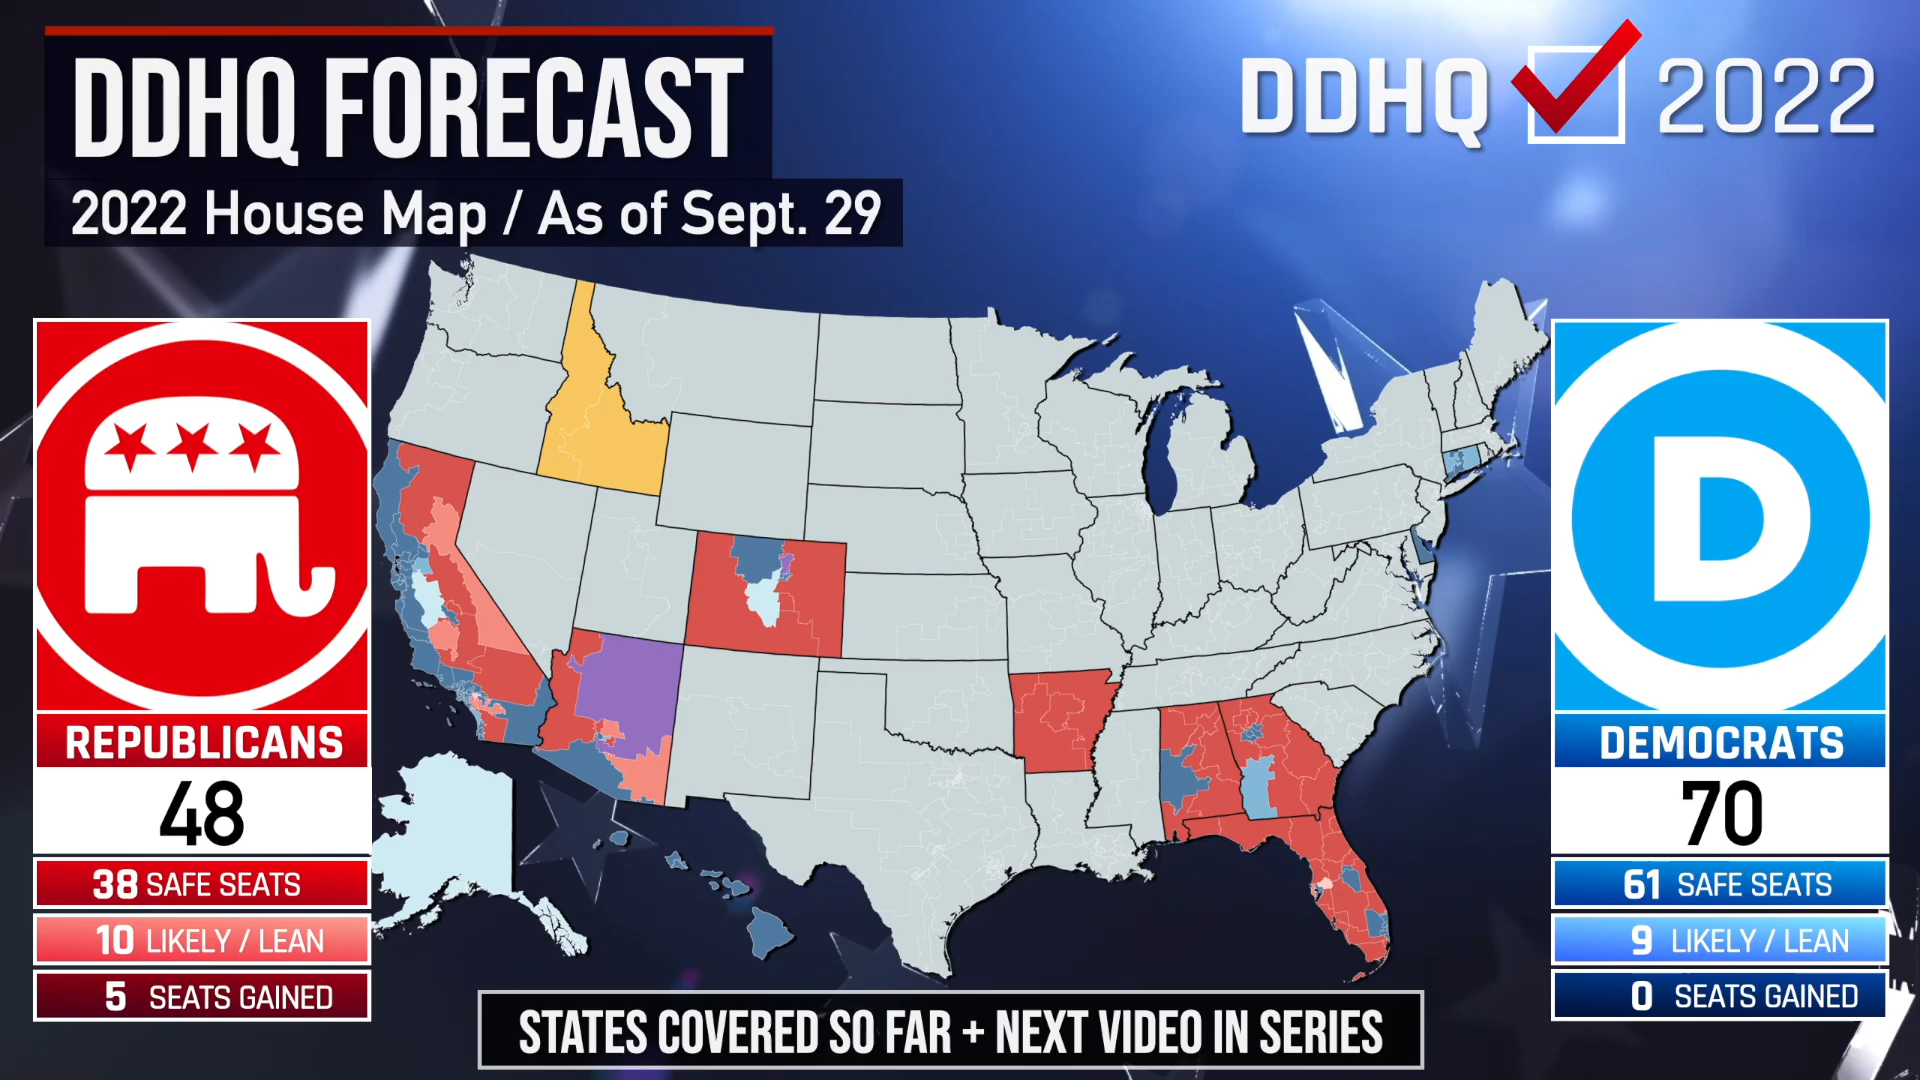 DDHQ FORECAST
2022 House Map / As of Sept. 29
DDHQ 2022
REPUBLICANS
48
38 SAFE SEATS
10 LIKELY / LEAN
5 SEATS GAINED
D
DEMOCRATS
70
61 SAFE SEATS
9 LIKELY / LEAN
0 SEATS GAINED
STATES COVERED SO FAR + NEXT VIDEO IN SERIES